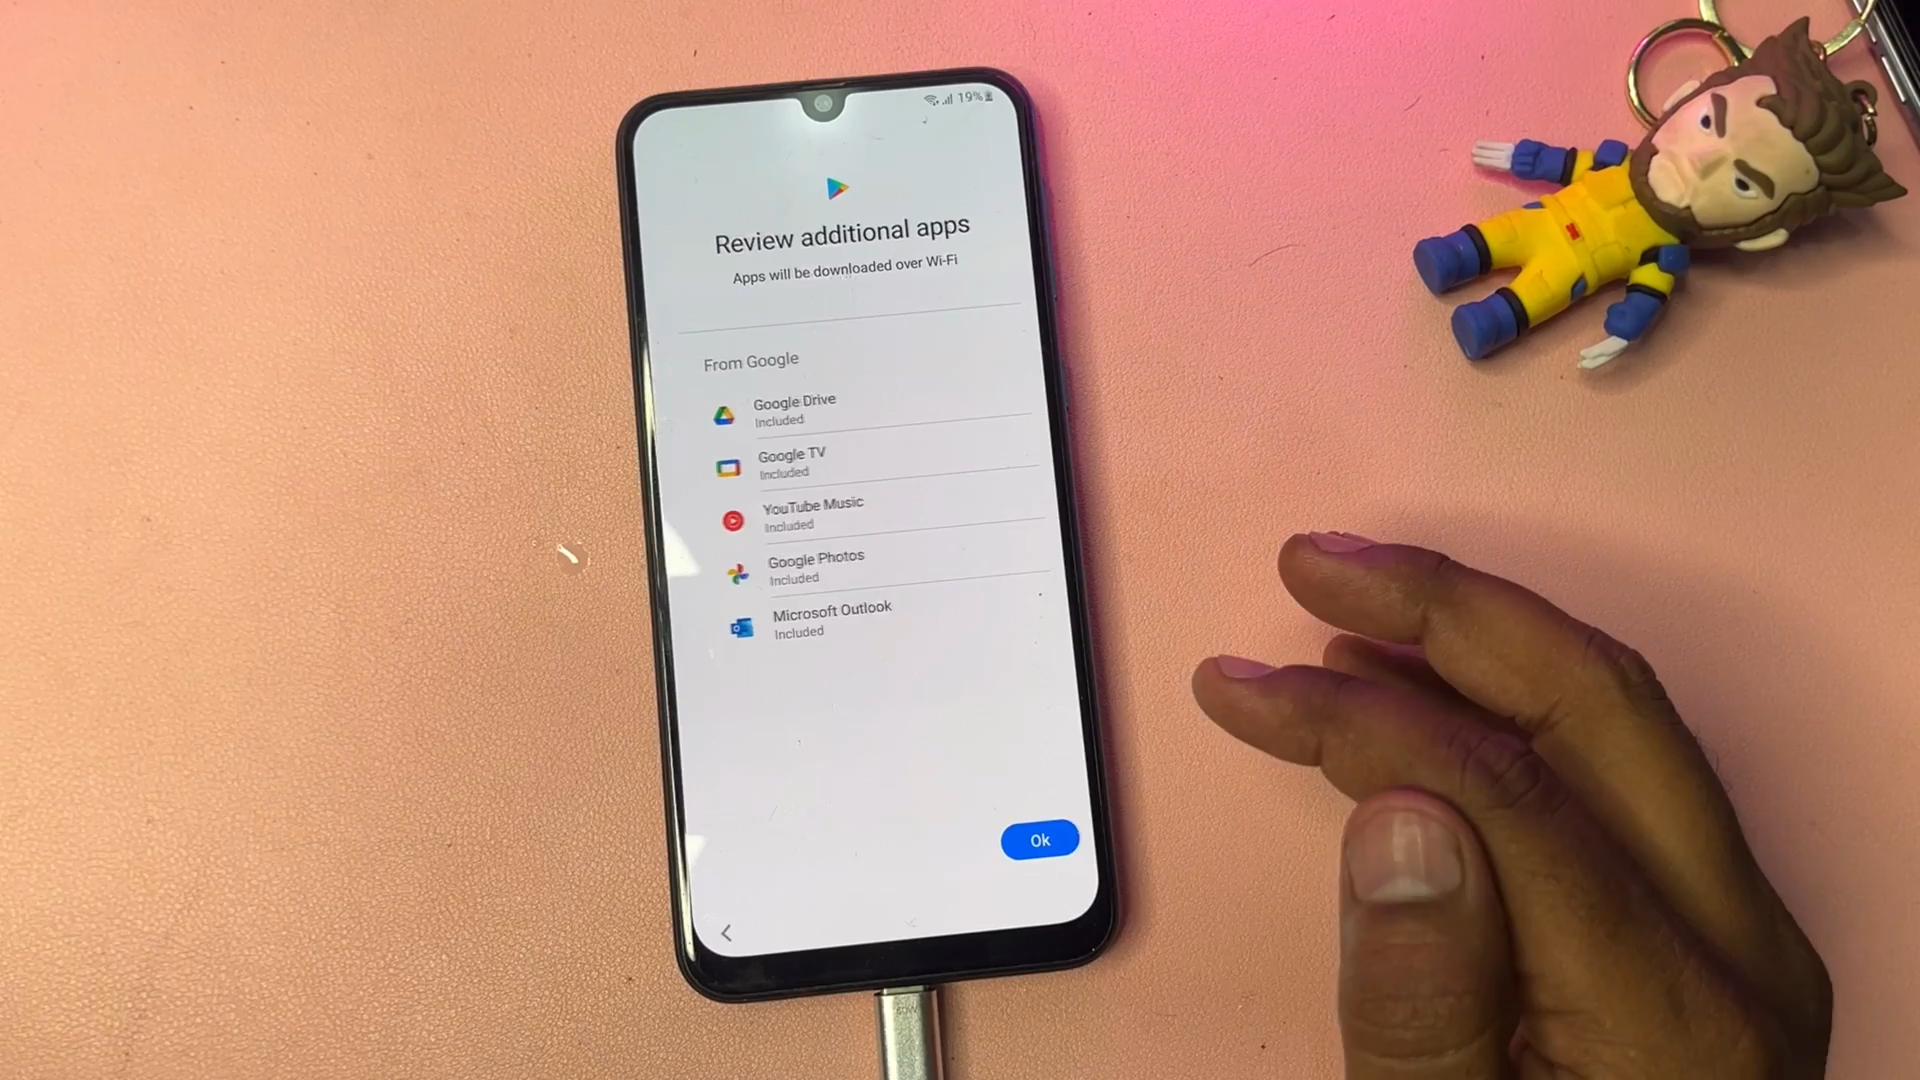 19%
Review additional apps
Apps will be downloaded over Wi-Fi
From Google
Google Drive
Included
Google TV
Included
YouTube Music
Included
Google Photos
Included
Microsoft Outlook
Included
Ok